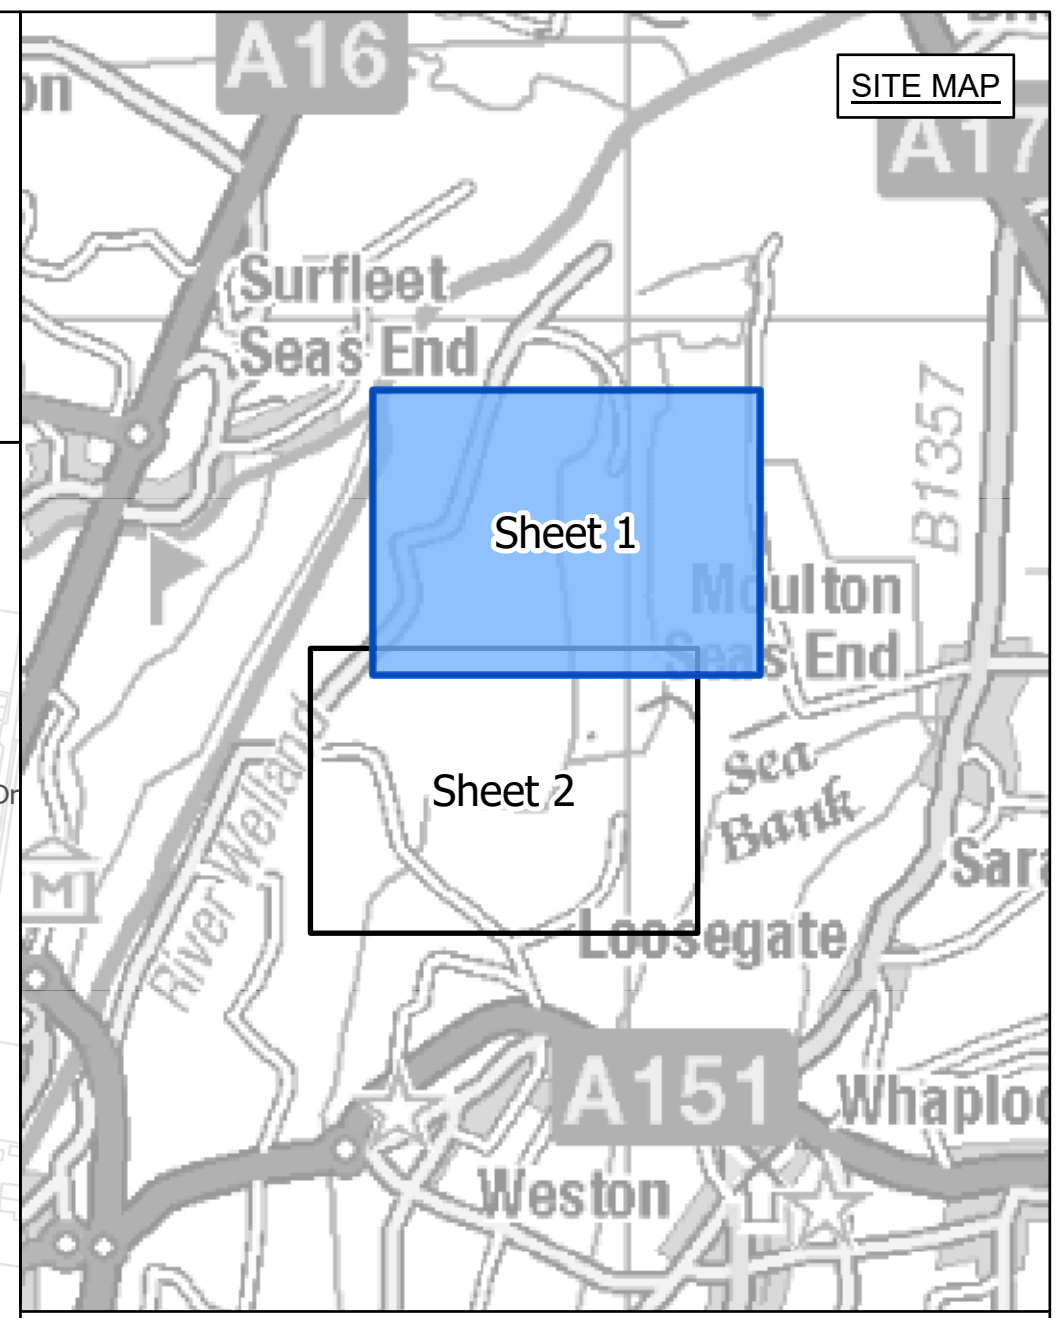 A16
SITE MAP
A17
Surfleet
Seas End
B1357
Sheet 1
Moulton
Seas End
River Welland
Sheet 2
Sea
Bank
M
Loosegate
A151
Weston